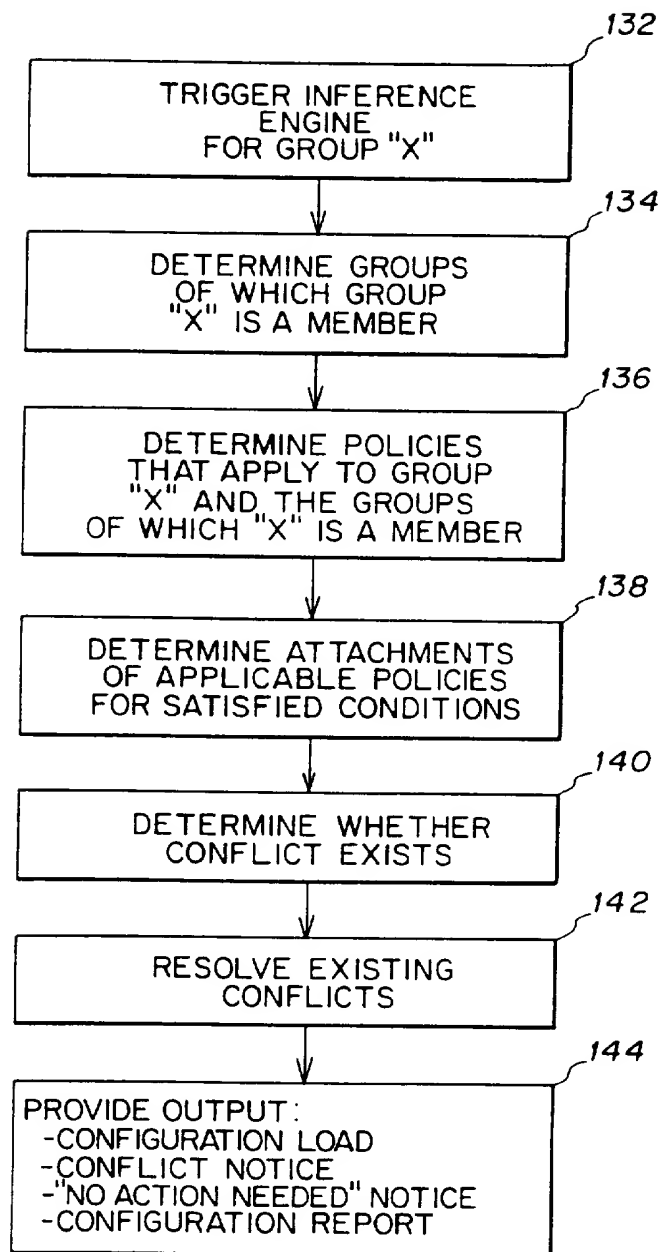 132
TRIGGER INFERENCE
ENGINE
FOR GROUP "X"
134
DETERMINE GROUPS
OF WHICH GROUP
"X" IS A MEMBER
136
DETERMINE POLICIES
THAT APPLY TO GROUP
"X" AND THE GROUPS
OF WHICH "X" IS A MEMBER
138
DETERMINE ATTACHMENTS
OF APPLICABLE POLICIES
FOR SATISFIED CONDITIONS
140
DETERMINE WHETHER
CONFLICT EXISTS
142
RESOLVE EXISTING
CONFLICTS
144
PROVIDE OUTPUT:
-CONFIGURATION LOAD
-CONFLICT NOTICE
-"NO ACTION NEEDED" NOTICE
-CONFIGURATION REPORT